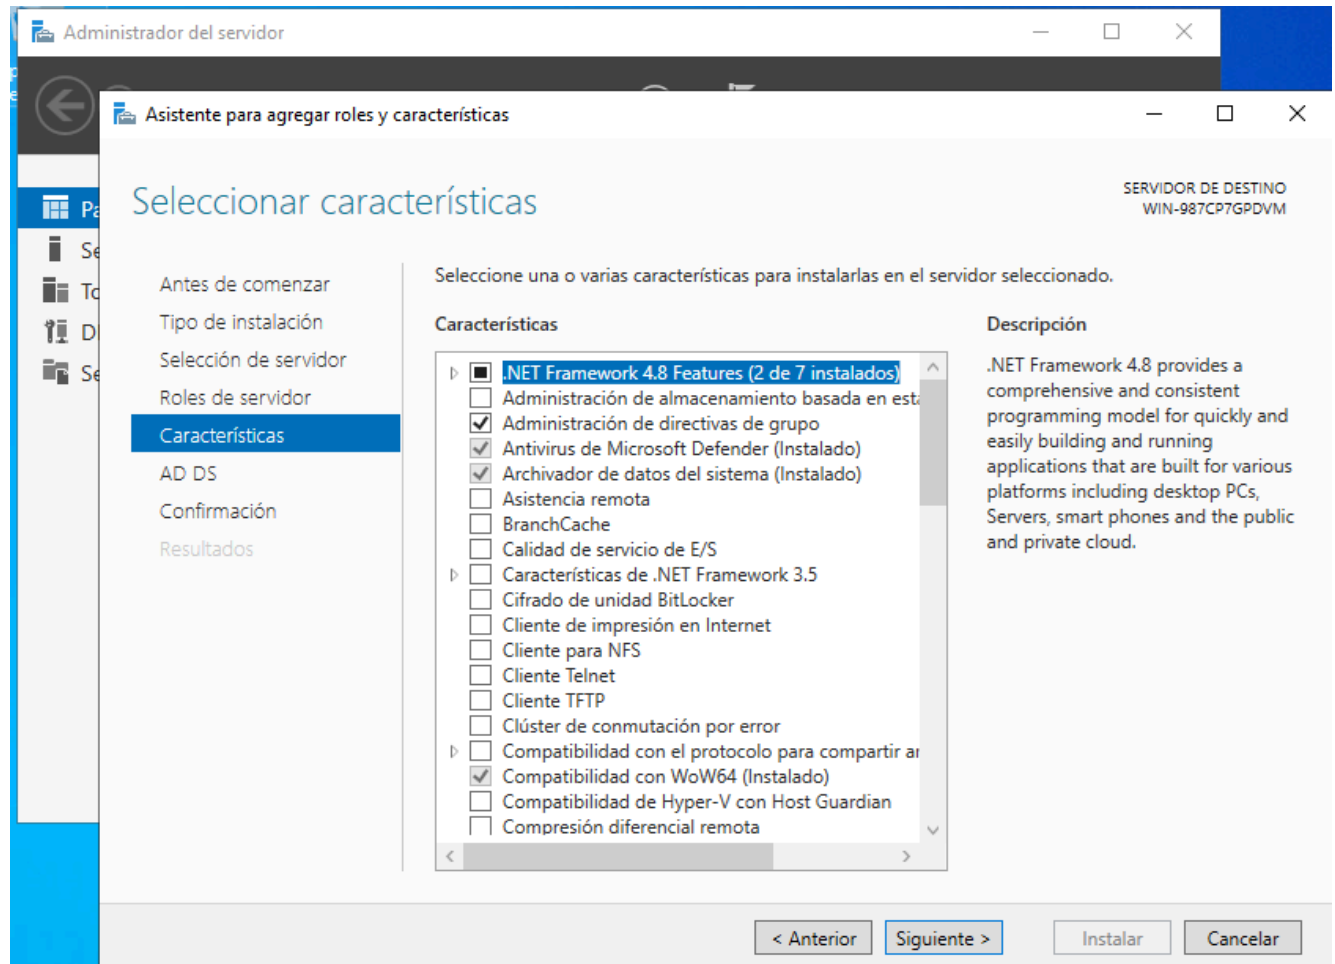 Administrador del servidor
Asistente para agregar roles y características
Seleccionar características
SERVIDOR DE DESTINO
WIN-987CP7GPDVM
Antes de comenzar
Tipo de instalación
Selección de servidor
Roles de servidor
Características
AD DS
Confirmación
Resultados
Seleccione una o varias características para instalarlas en el servidor seleccionado.
Características
.NET Framework 4.8 Features (2 de 7 instalados)
Administración de almacenamiento basada en está
Administración de directivas de grupo
Antivirus de Microsoft Defender (Instalado)
Archivador de datos del sistema (Instalado)
Asistencia remota
BranchCache
Calidad de servicio de E/S
Características de .NET Framework 3.5
Cifrado de unidad BitLocker
Cliente de impresión en Internet
Cliente para NFS
Cliente Telnet
Cliente TFTP
Clúster de conmutación por error
Compatibilidad con el protocolo para compartir ar
Compatibilidad con WoW64 (Instalado)
Compatibilidad de Hyper-V con Host Guardian
Compresión diferencial remota
Descripción
.NET Framework 4.8 provides a
comprehensive and consistent
programming model for quickly and
easily building and running
applications that are built for various
platforms including desktop PCs,
Servers, smart phones and the public
and private cloud.
< Anterior
Siguiente >
Instalar
Cancelar